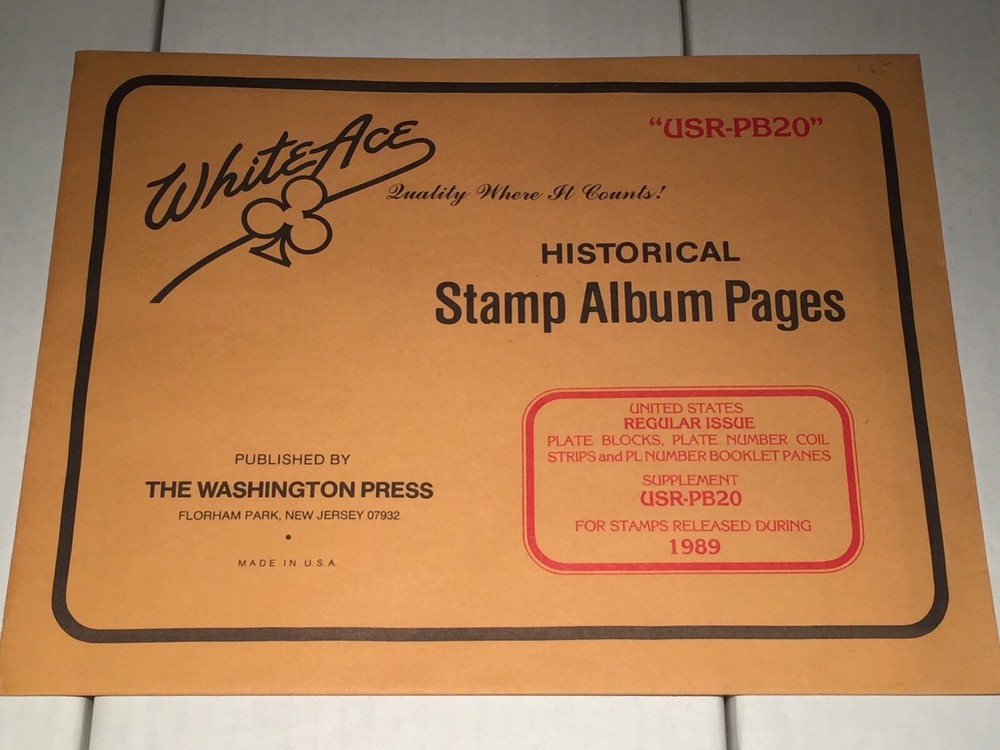 "USR-PB20"
White Ace
Quality Where It Counts!
HISTORICAL
Stamp Album Pages
PUBLISHED BY
THE WASHINGTON PRESS
FLORHAM PARK, NEW JERSEY 07932
•
MADE IN U.S.A.
UNITED STATES
REGULAR ISSUE
PLATE BLOCKS, PLATE NUMBER COIL
STRIPS and PL NUMBER BOOKLET PANES
SUPPLEMENT
USR-PB20
FOR STAMPS RELEASED DURING
1989